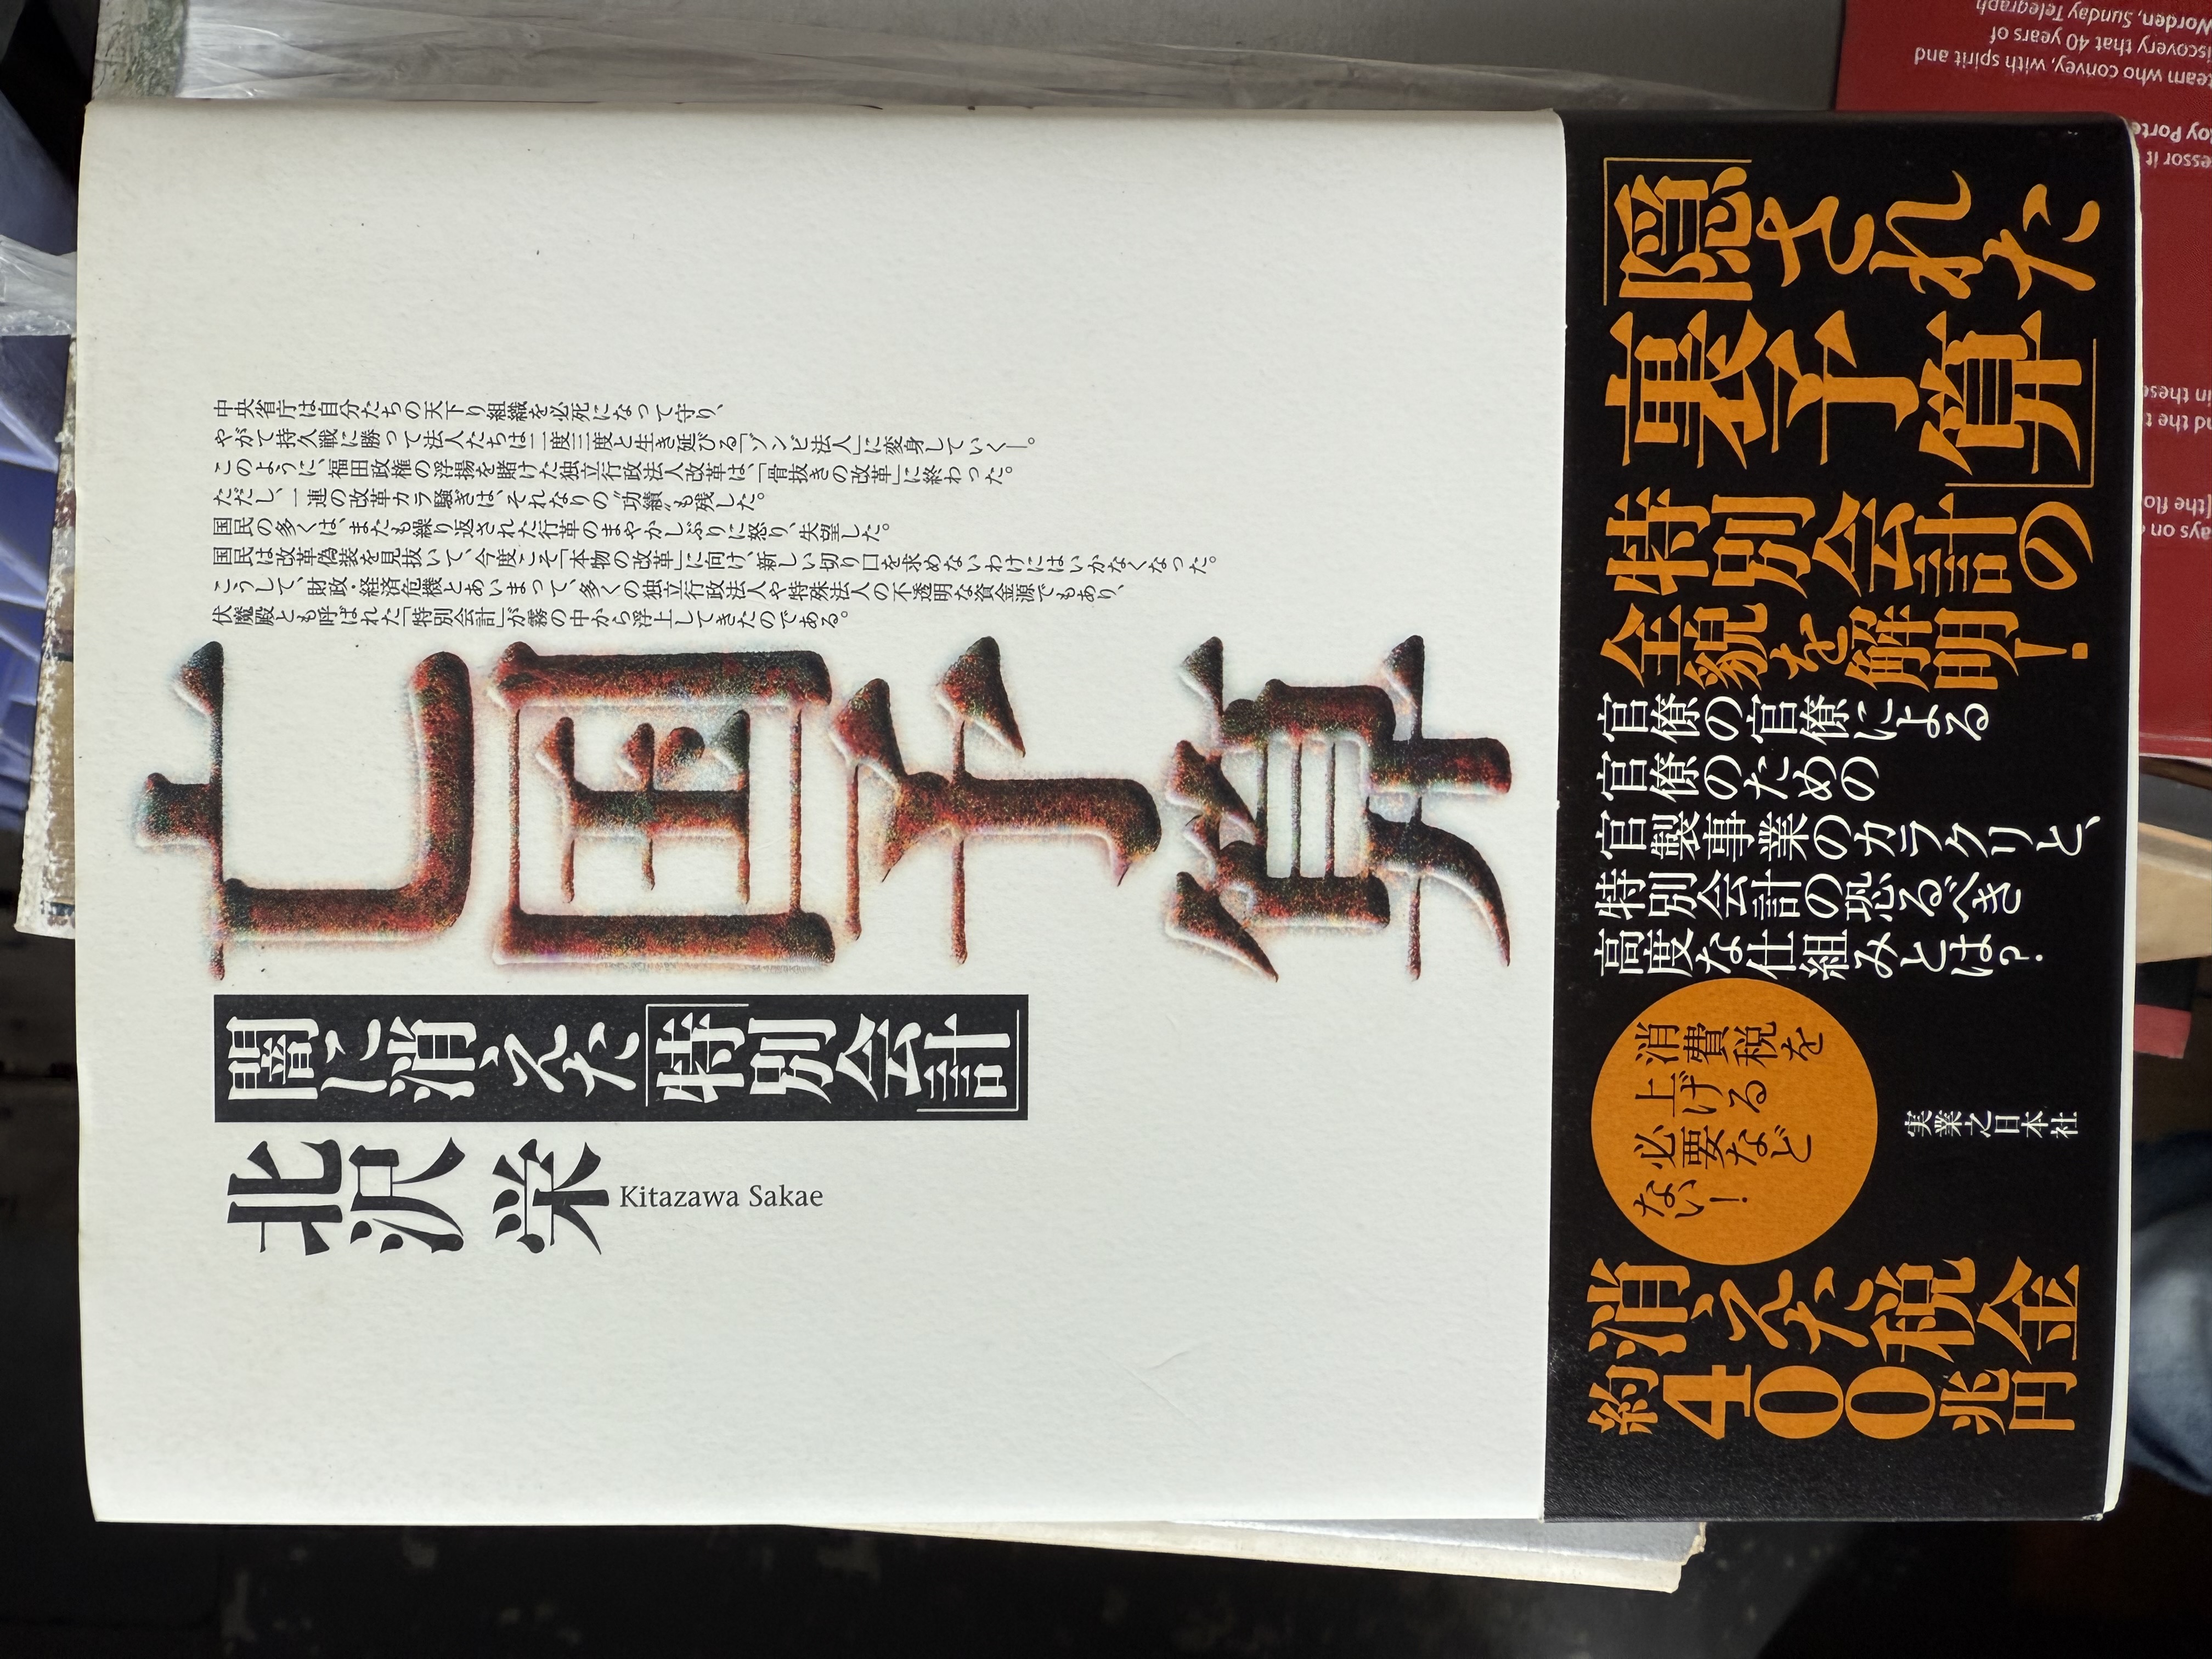 中央省庁は自分たちの天下り組織を必死になって守り、
やがて持久戦に勝って法人たちは二度三度と生き延びる「ゾンビ法人」に変身していく―。
このように、福田政権の浮揚を賭けた独立行政法人改革は、「骨抜きの改革」に終わった。
ただし、一連の改革カラ騒ぎは、それなりの〝功績〟も残した。
国民の多くは、またも繰り返された行革のまやかしぶりに怒り、失望した。
国民は改革偽装を見抜いて、今度こそ「本物の改革」に向け、新しい切り口を求めないわけにはいかなくなった。
こうして、財政・経済危機とあいまって、多くの独立行政法人や特殊法人の不透明な資金源でもあり、
伏魔殿とも呼ばれた「特別会計」が霧の中から浮上してきたのである。
亡国予算
闇に消えた「特別会計」
北沢 栄
Kitazawa Sakae
「隠された
裏予算」
特別会計の
全貌を解明!
官僚の官僚による
官僚のための
官製事業のカラクリと、
特別会計の恐るべき
高度な仕組みとは?
消費税を
上げる
必要など
ない!
実業之日本社
消えた税金
約400兆円
Worden, Sunday Telegraph
discovery that 40 years of
team who convey, with spirit and
Roy Porte
in these